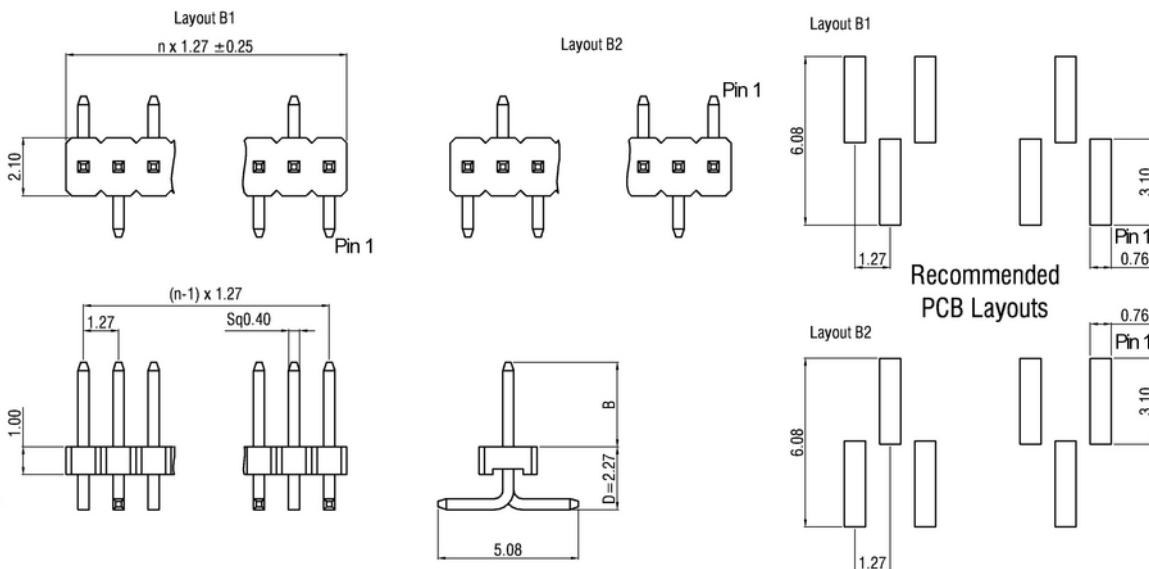 Layout B1
n x 1.27 ±0.25
2.10
Pin 1
Layout B2
Pin 1
Layout B1
6.08
3.10
Pin 1
1.27
0.76
Recommended
PCB Layouts
(n-1) x 1.27
1.27
Sq0.40
1.00
B
D=2.27
5.08
Layout B2
0.76
Pin 1
6.08
3.10
1.27